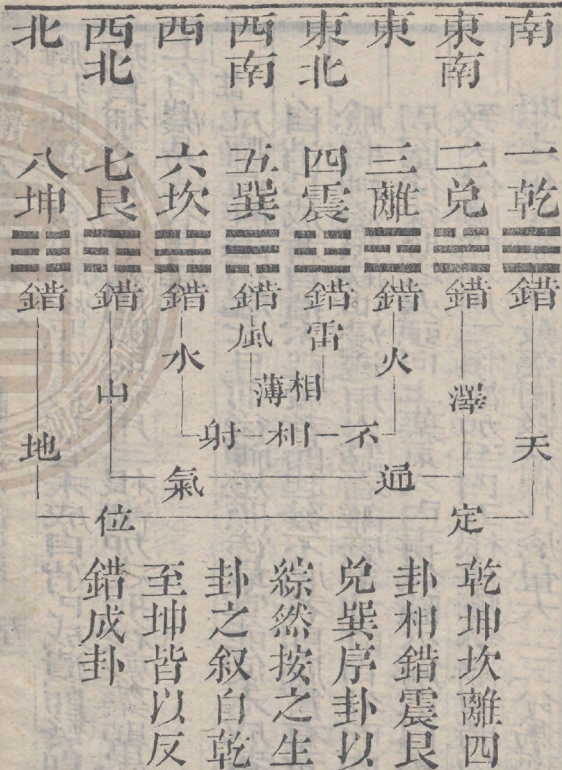 南 一乾 ☰ 錯 天
東南 二兌 ☱ 錯 澤
東 三離 ☲ 錯 火
東北 四震 ☳ 錯 雷
西南 五巽 ☴ 錯 風
西 六坎 ☵ 錯 水
西北 七艮 ☶ 錯 山
北 八坤 ☷ 錯 地
相薄
不相射
通氣
定位
乾坤坎離四
卦相錯震艮
兌巽序卦以
綜然按之生
卦之叙自乾
至坤皆以反
錯成卦